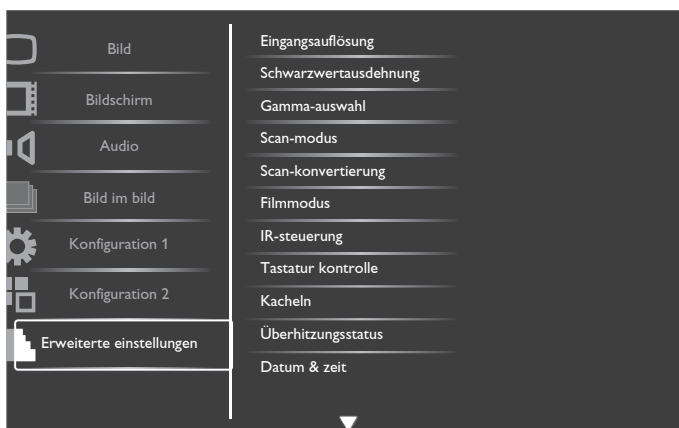 Bild
Bildschirm
Audio
Bild im bild
Konfiguration 1
Konfiguration 2
Erweiterte einstellungen
Eingangsauflösung
Schwarzwertausdehnung
Gamma-auswahl
Scan-modus
Scan-konvertierung
Filmmodus
IR-steuerung
Tastatur kontrolle
Kacheln
Überhitzungsstatus
Datum & zeit